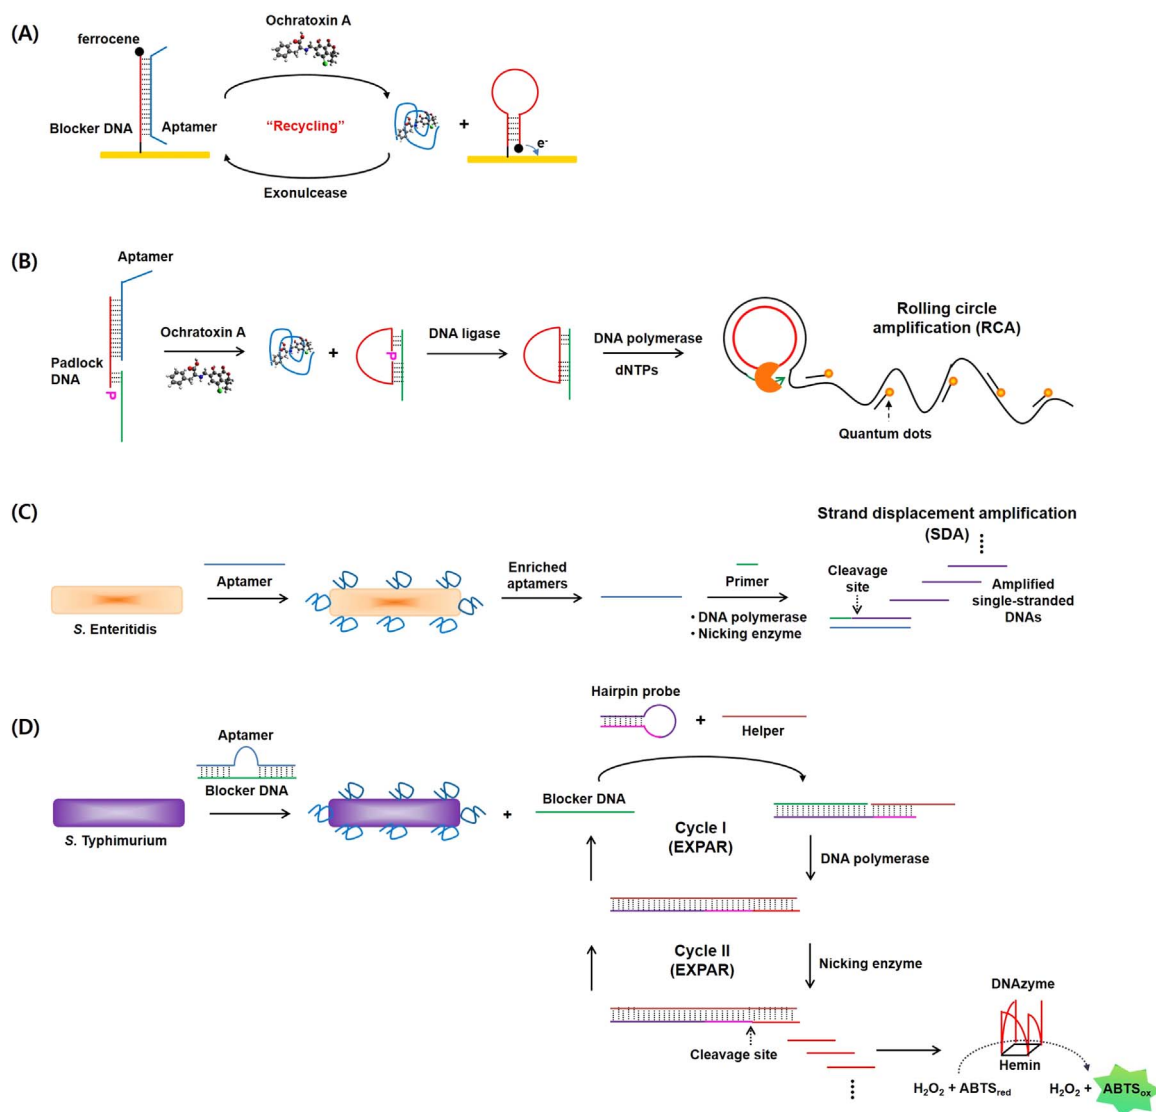 (A)
Ochratoxin A
ferrocene
Blocker DNA
Aptamer
“Recycling”
+
e-
Exonulcease
(B)
Aptamer
Ochratoxin A
Padlock
DNA
P
+
P
DNA ligase
DNA polymerase
dNTPs
Rolling circle
amplification (RCA)
Quantum dots
(C)
Strand displacement amplification
(SDA)
Aptamer
S. Enteritidis
Enriched
aptamers
Primer
• DNA polymerase
• Nicking enzyme
Cleavage
site
Amplified
single-stranded
DNAs
(D)
Hairpin probe
+
Helper
Aptamer
Blocker DNA
S. Typhimurium
+
Blocker DNA
Cycle I
(EXPAR)
DNA polymerase
Cycle II
(EXPAR)
Nicking enzyme
Cleavage site
DNAzyme
Hemin
H2O2 + ABTSred
H2O2 + ABTSox